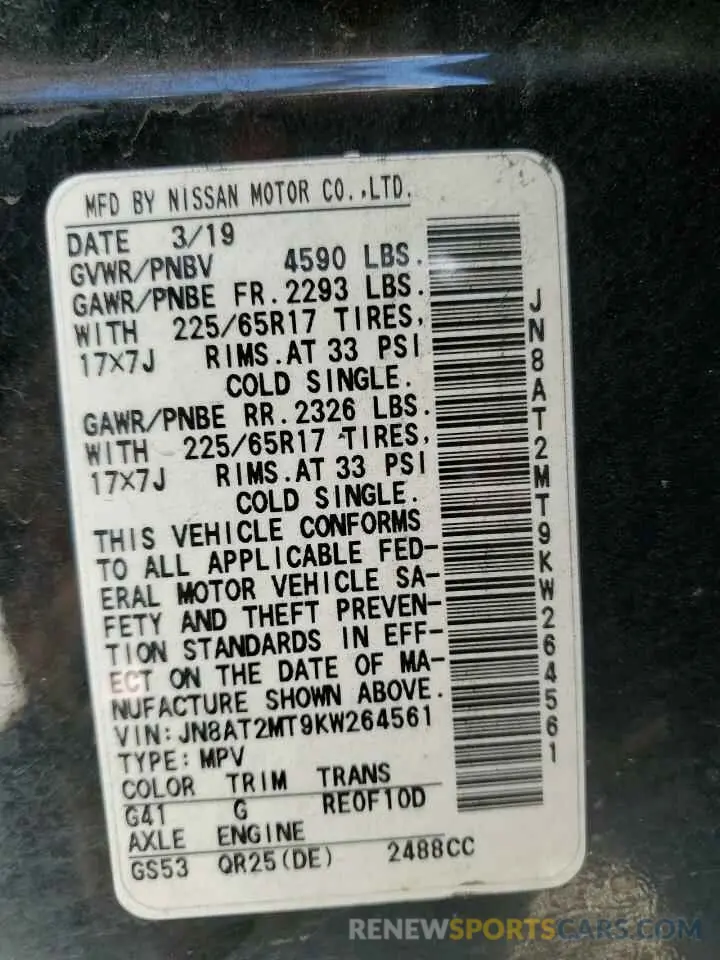 MFD BY NISSAN MOTOR CO.,LTD.
DATE 3/19
GVWR/PNBV 4590 LBS.
GAWR/PNBE FR.2293 LBS.
WITH 225/65R17 TIRES,
17X7J RIMS.AT 33 PSI
COLD SINGLE.
GAWR/PNBE RR.2326 LBS.
WITH 225/65R17 TIRES,
17X7J RIMS.AT 33 PSI
COLD SINGLE.
THIS VEHICLE CONFORMS
TO ALL APPLICABLE FED-
ERAL MOTOR VEHICLE SA-
FETY AND THEFT PREVEN-
TION STANDARDS IN EFF-
ECT ON THE DATE OF MA-
NUFACTURE SHOWN ABOVE.
VIN:JN8AT2MT9KW264561
TYPE:MPV
COLOR TRIM TRANS
G41 G RE0F10D
AXLE ENGINE
GS53 QR25(DE) 2488CC
JN8AT2MT9KW264561
RENEWSPORTSCARS.COM